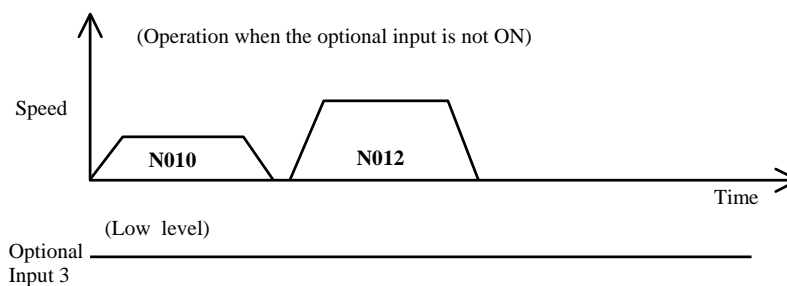 (Operation when the optional input is not ON)
Speed
N010
N012
Time
(Low level)
Optional
Input 3